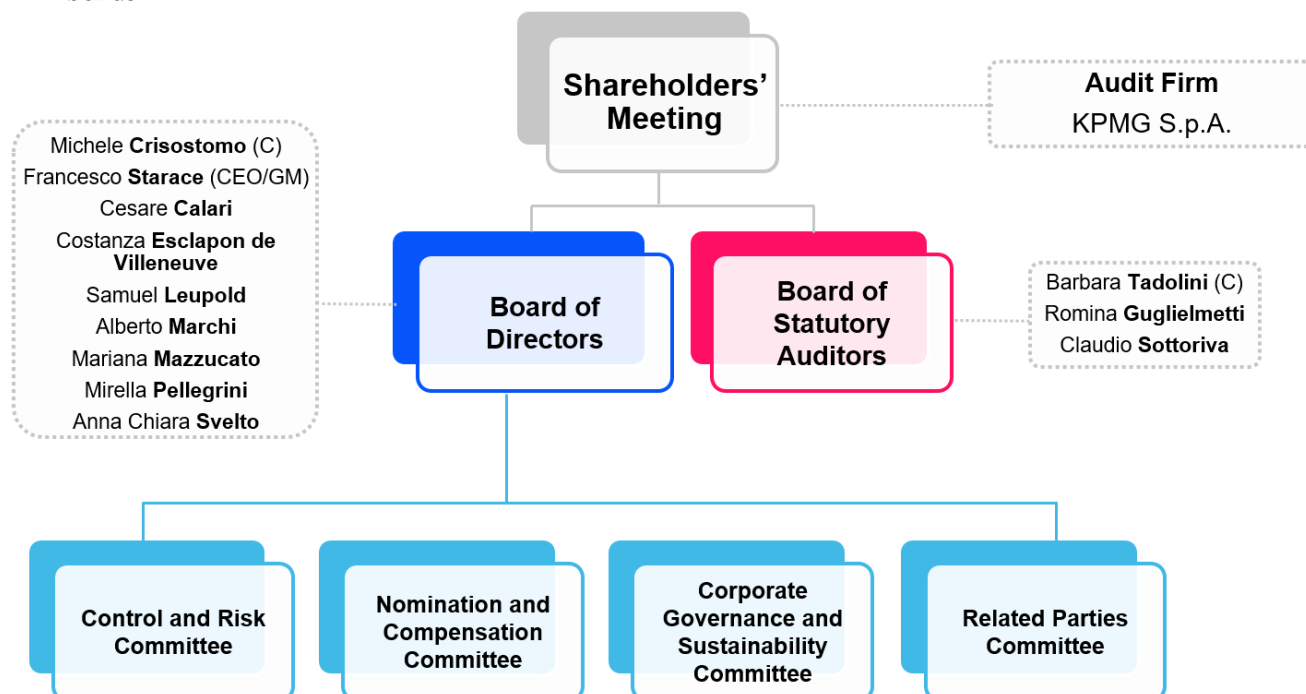 Shareholders’
Meeting
Audit Firm
KPMG S.p.A.
Michele Crisostomo (C)
Francesco Starace (CEO/GM)
Cesare Calari
Costanza Esclapon de
Villeneuve
Samuel Leupold
Alberto Marchi
Mariana Mazzucato
Mirella Pellegrini
Anna Chiara Svelto
Board of
Directors
Board of
Statutory
Auditors
Barbara Tadolini (C)
Romina Guglielmetti
Claudio Sottoriva
Control and Risk
Committee
Nomination and
Compensation
Committee
Corporate
Governance and
Sustainability
Committee
Related Parties
Committee